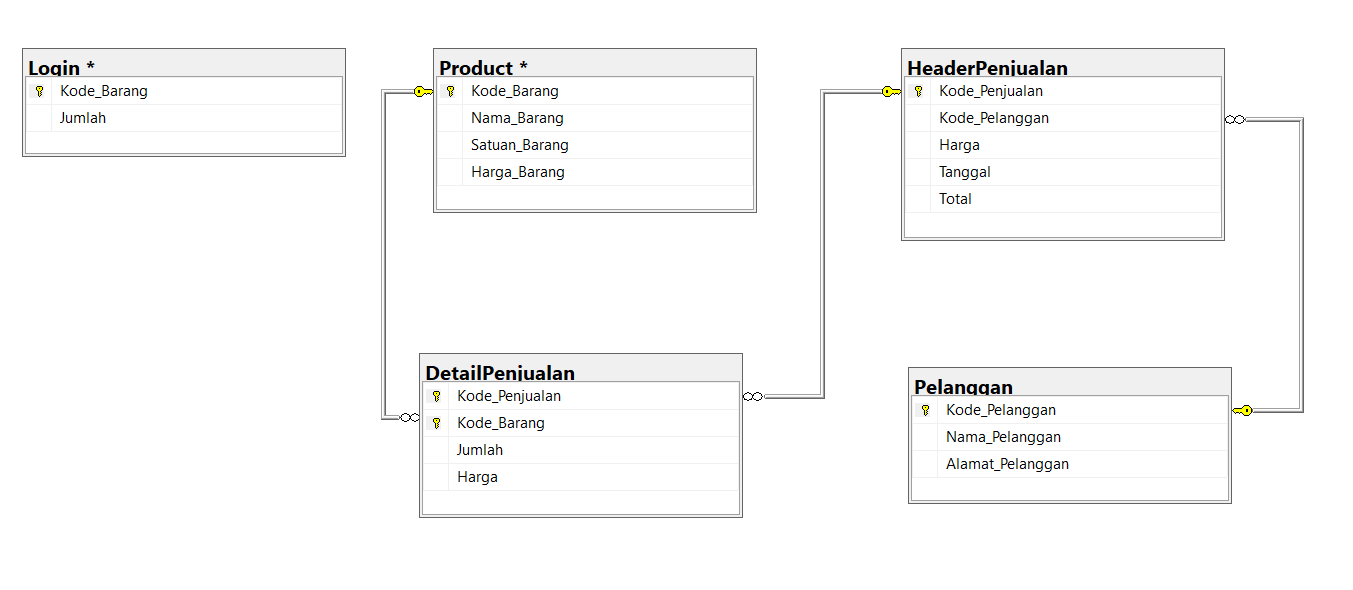 Login *
Kode_Barang
Jumlah
Product *
Kode_Barang
Nama_Barang
Satuan_Barang
Harga_Barang
HeaderPenjualan
Kode_Penjualan
Kode_Pelanggan
Harga
Tanggal
Total
DetailPenjualan
Kode_Penjualan
Kode_Barang
Jumlah
Harga
Pelanggan
Kode_Pelanggan
Nama_Pelanggan
Alamat_Pelanggan